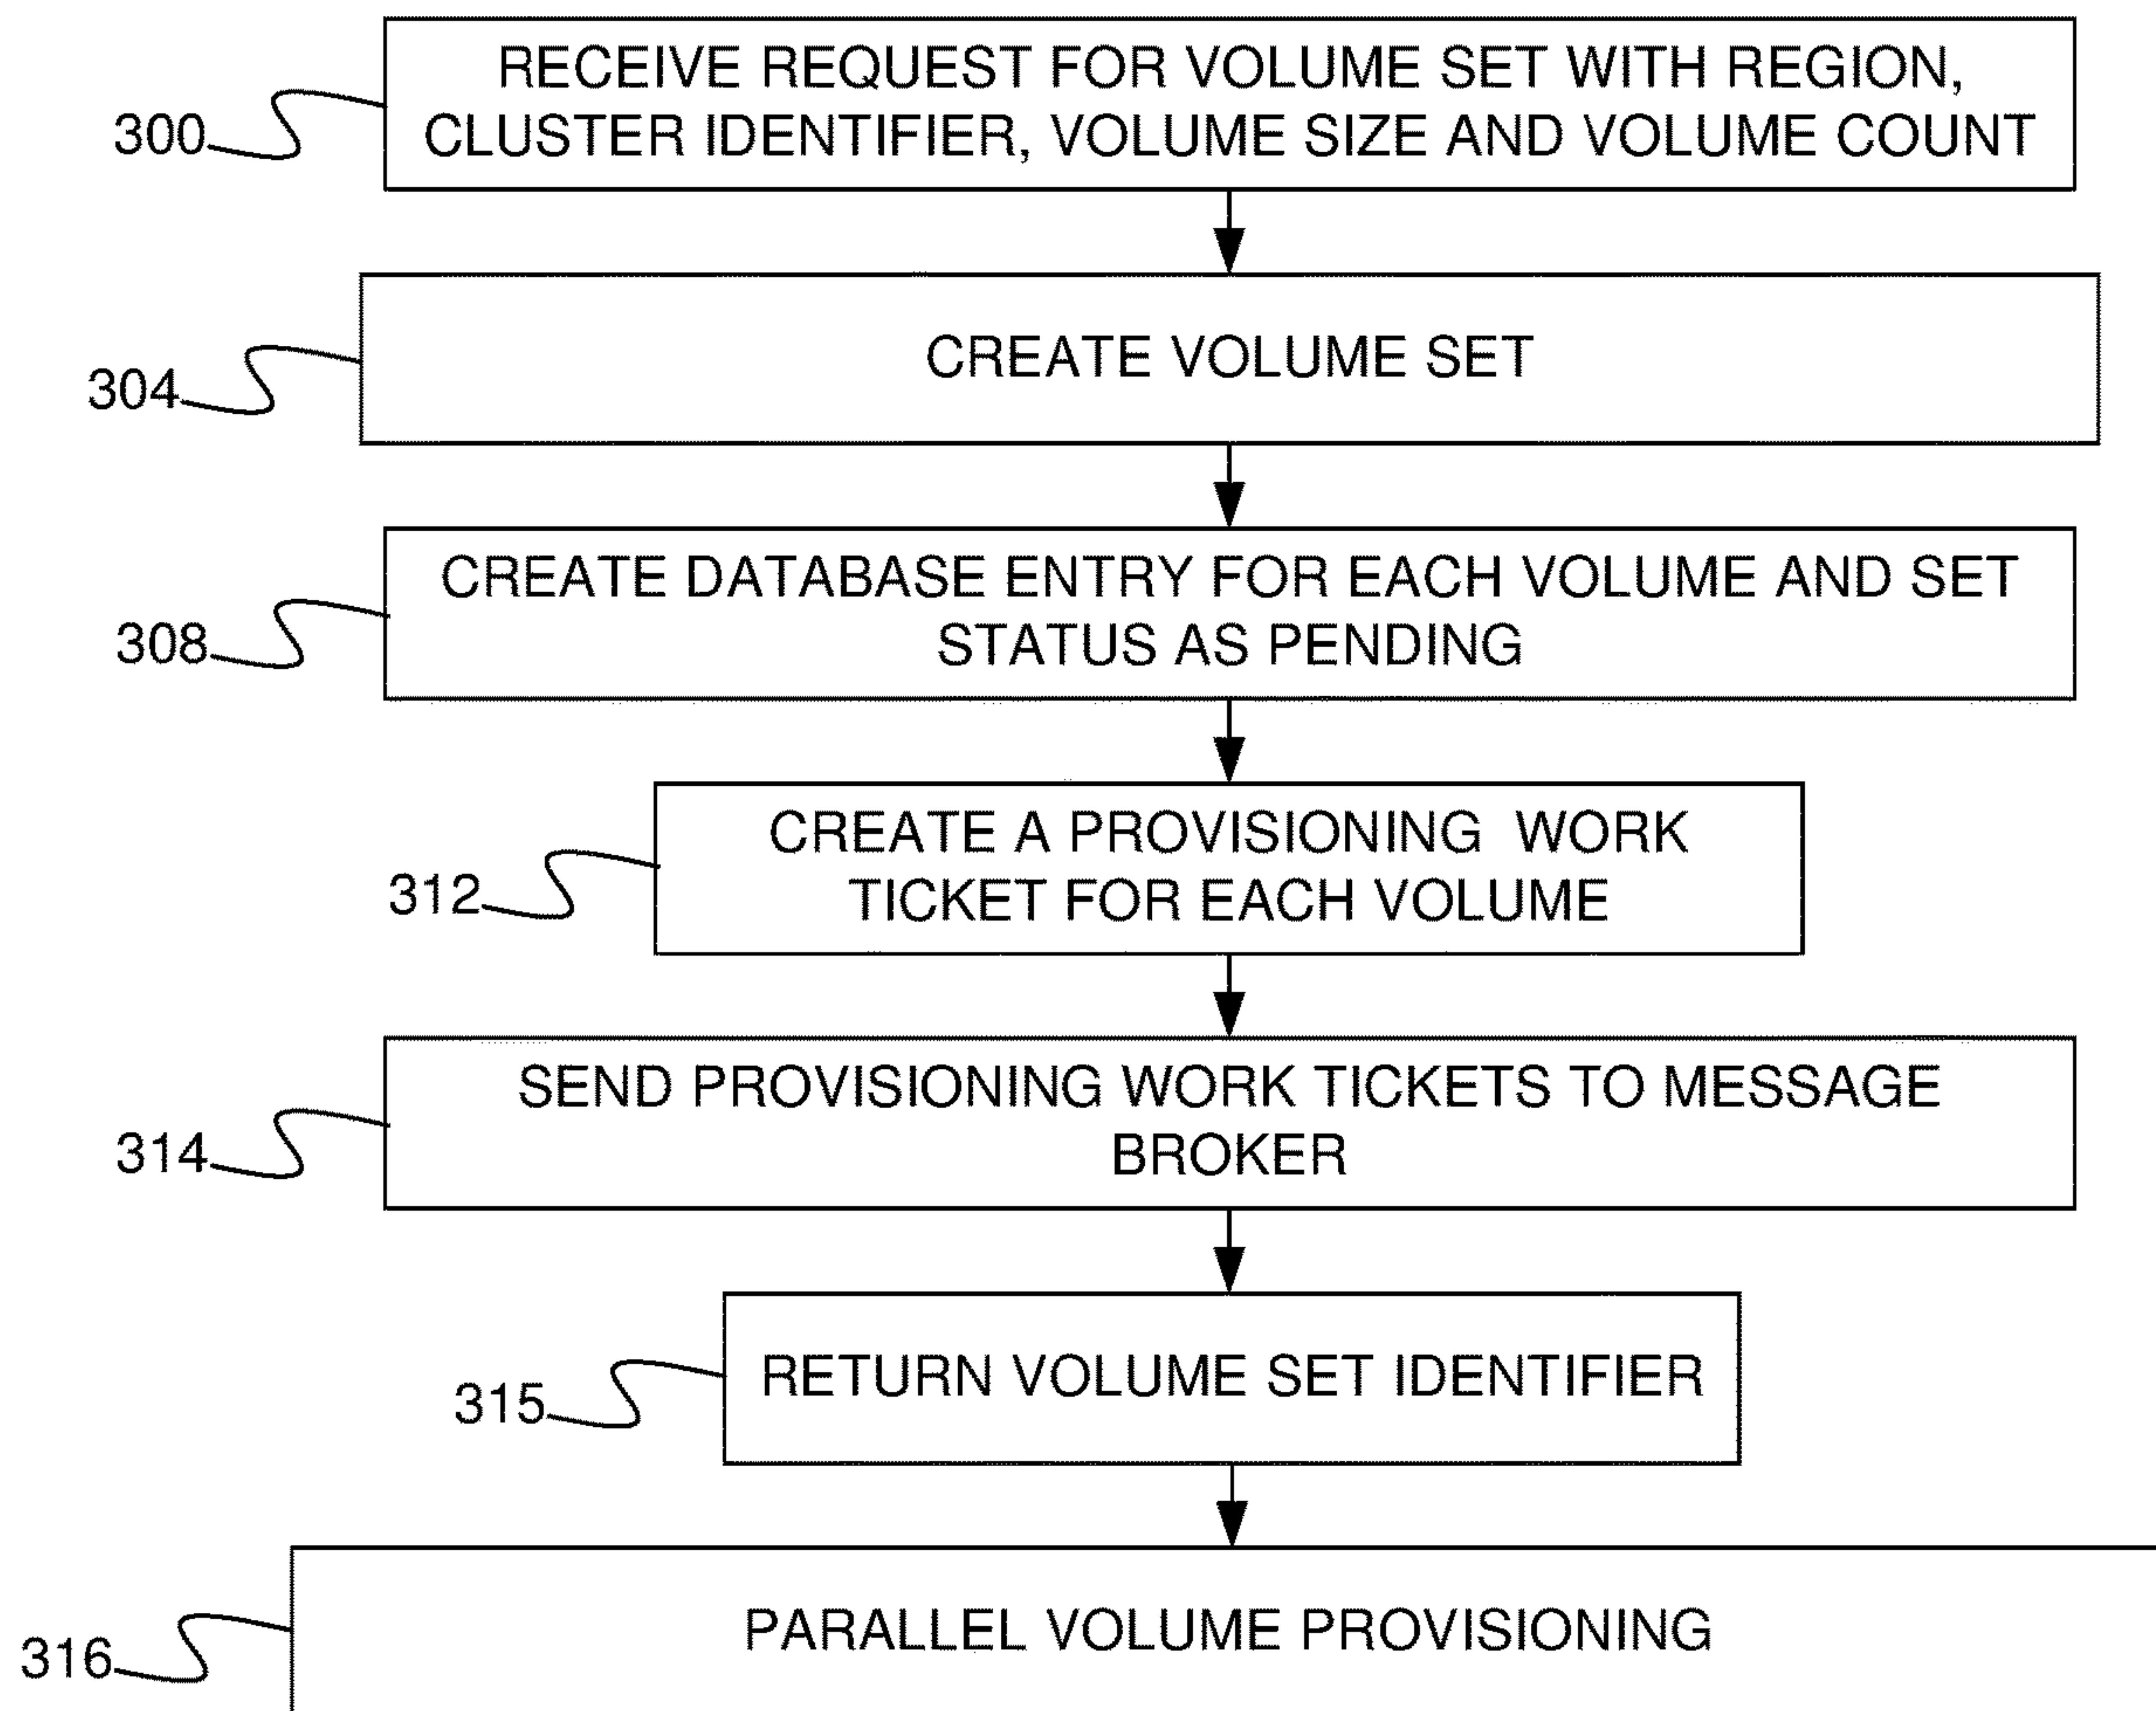 RECEIVE REQUEST FOR VOLUME SET WITH REGION,
300
CLUSTER IDENTIFIER, VOLUME SIZE AND VOLUME COUNT
CREATE VOLUME SET
304
CREATE DATABASE ENTRY FOR EACH VOLUME AND SET
308
STATUS AS PENDING
CREATE A PROVISIONING WORK
312
TICKET FOR EACH VOLUME
SEND PROVISIONING WORK TICKETS TO MESSAGE
314
BROKER
RETURN VOLUME SET IDENTIFIER
315
PARALLEL VOLUME PROVISIONING
316